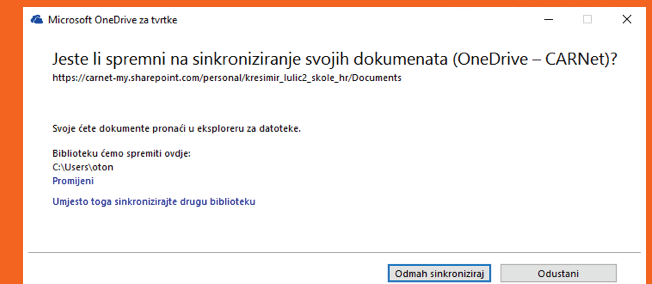 Microsoft OneDrive za tvrtke
Jeste li spremni na sinkroniziranje svojih dokumenata (OneDrive – CARNet)?
https://carnet-my.sharepoint.com/personal/kresimir_lulic2_skole_hr/Documents
Svoje ćete dokumente pronaći u eksploreru za datoteke.
Biblioteku ćemo spremiti ovdje:
C:\Users\oton
Promijeni
Umjesto toga sinkronizirajte drugu biblioteku
Odmah sinkroniziraj
Odustani